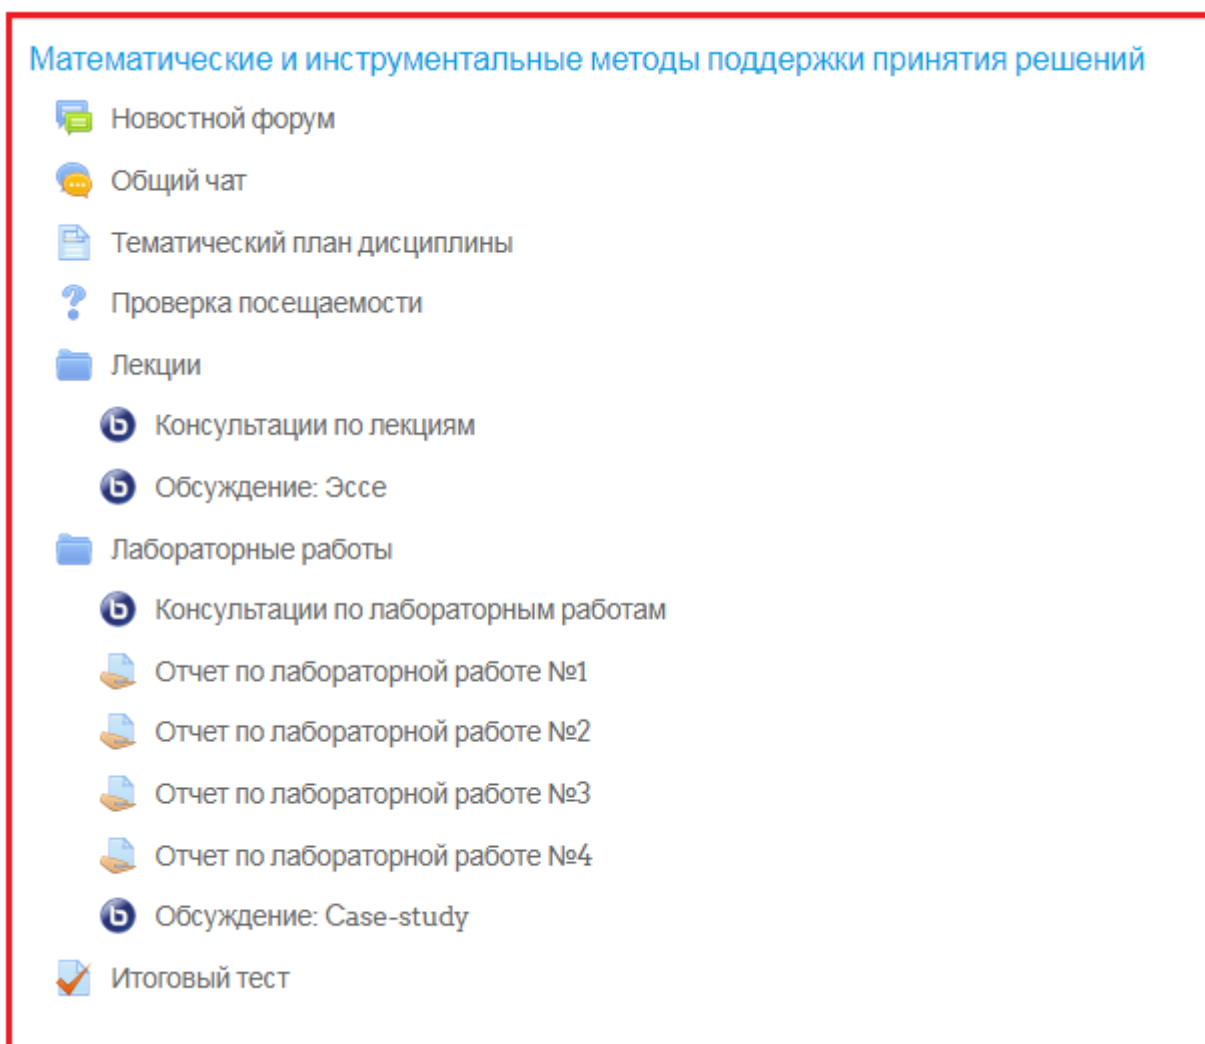 Математические и инструментальные методы поддержки принятия решений
Новостной форум
Общий чат
Тематический план дисциплины
Проверка посещаемости
Лекции
Консультации по лекциям
Обсуждение: Эссе
Лабораторные работы
Консультации по лабораторным работам
Отчет по лабораторной работе №1
Отчет по лабораторной работе №2
Отчет по лабораторной работе №3
Отчет по лабораторной работе №4
Обсуждение: Case-study
Итоговый тест